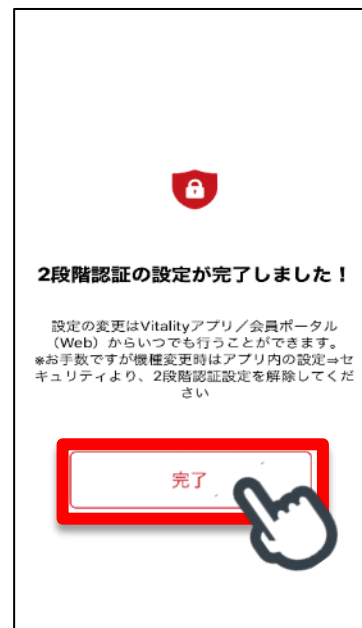 2段階認証の設定が完了しました！
設定の変更はVitalityアプリ／会員ポータル
（Web）からいつでも行うことができます。
※お手数ですが機種変更時はアプリ内の設定⇒セ
キュリティより、2段階認証設定を解除してくだ
さい
完了